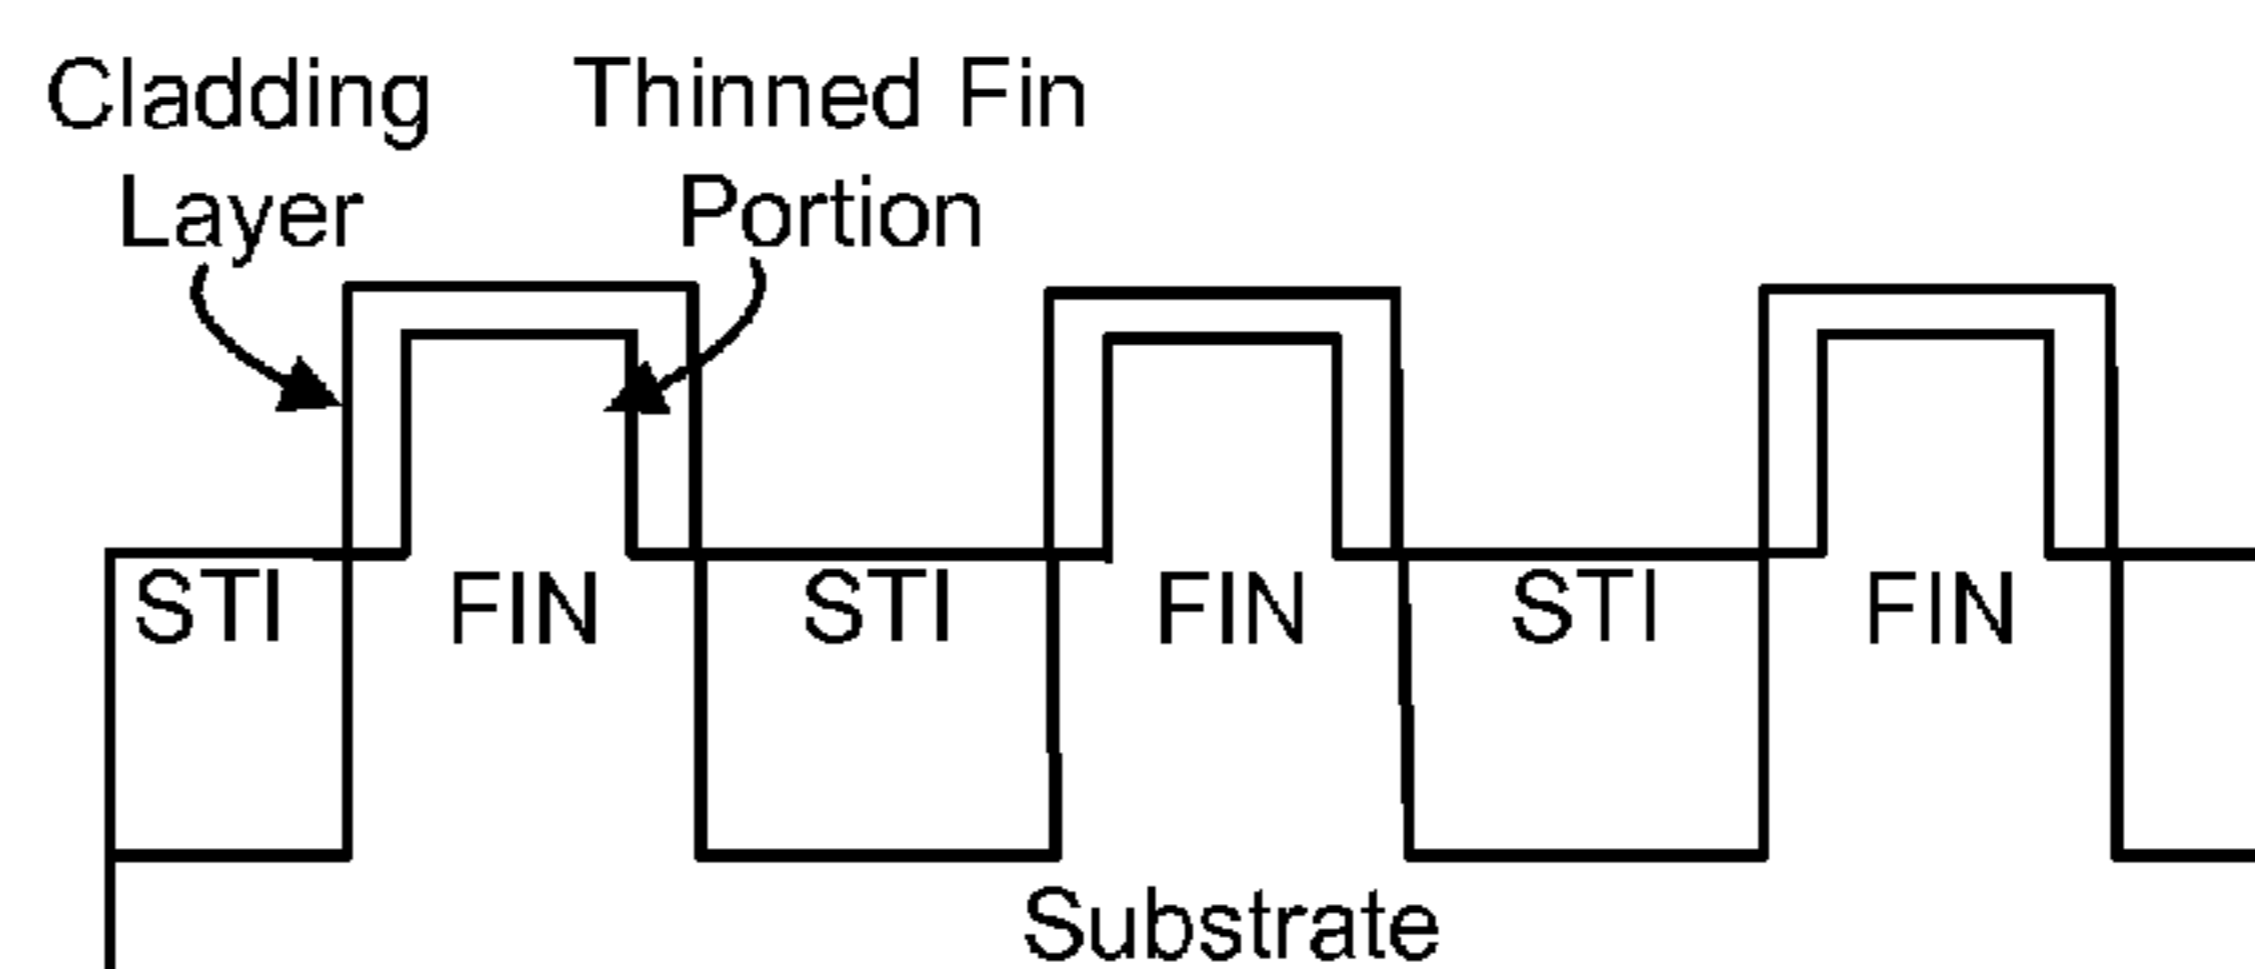 Cladding
Layer
Thinned Fin
Portion
STI
FIN
STI
FIN
STI
FIN
Substrate